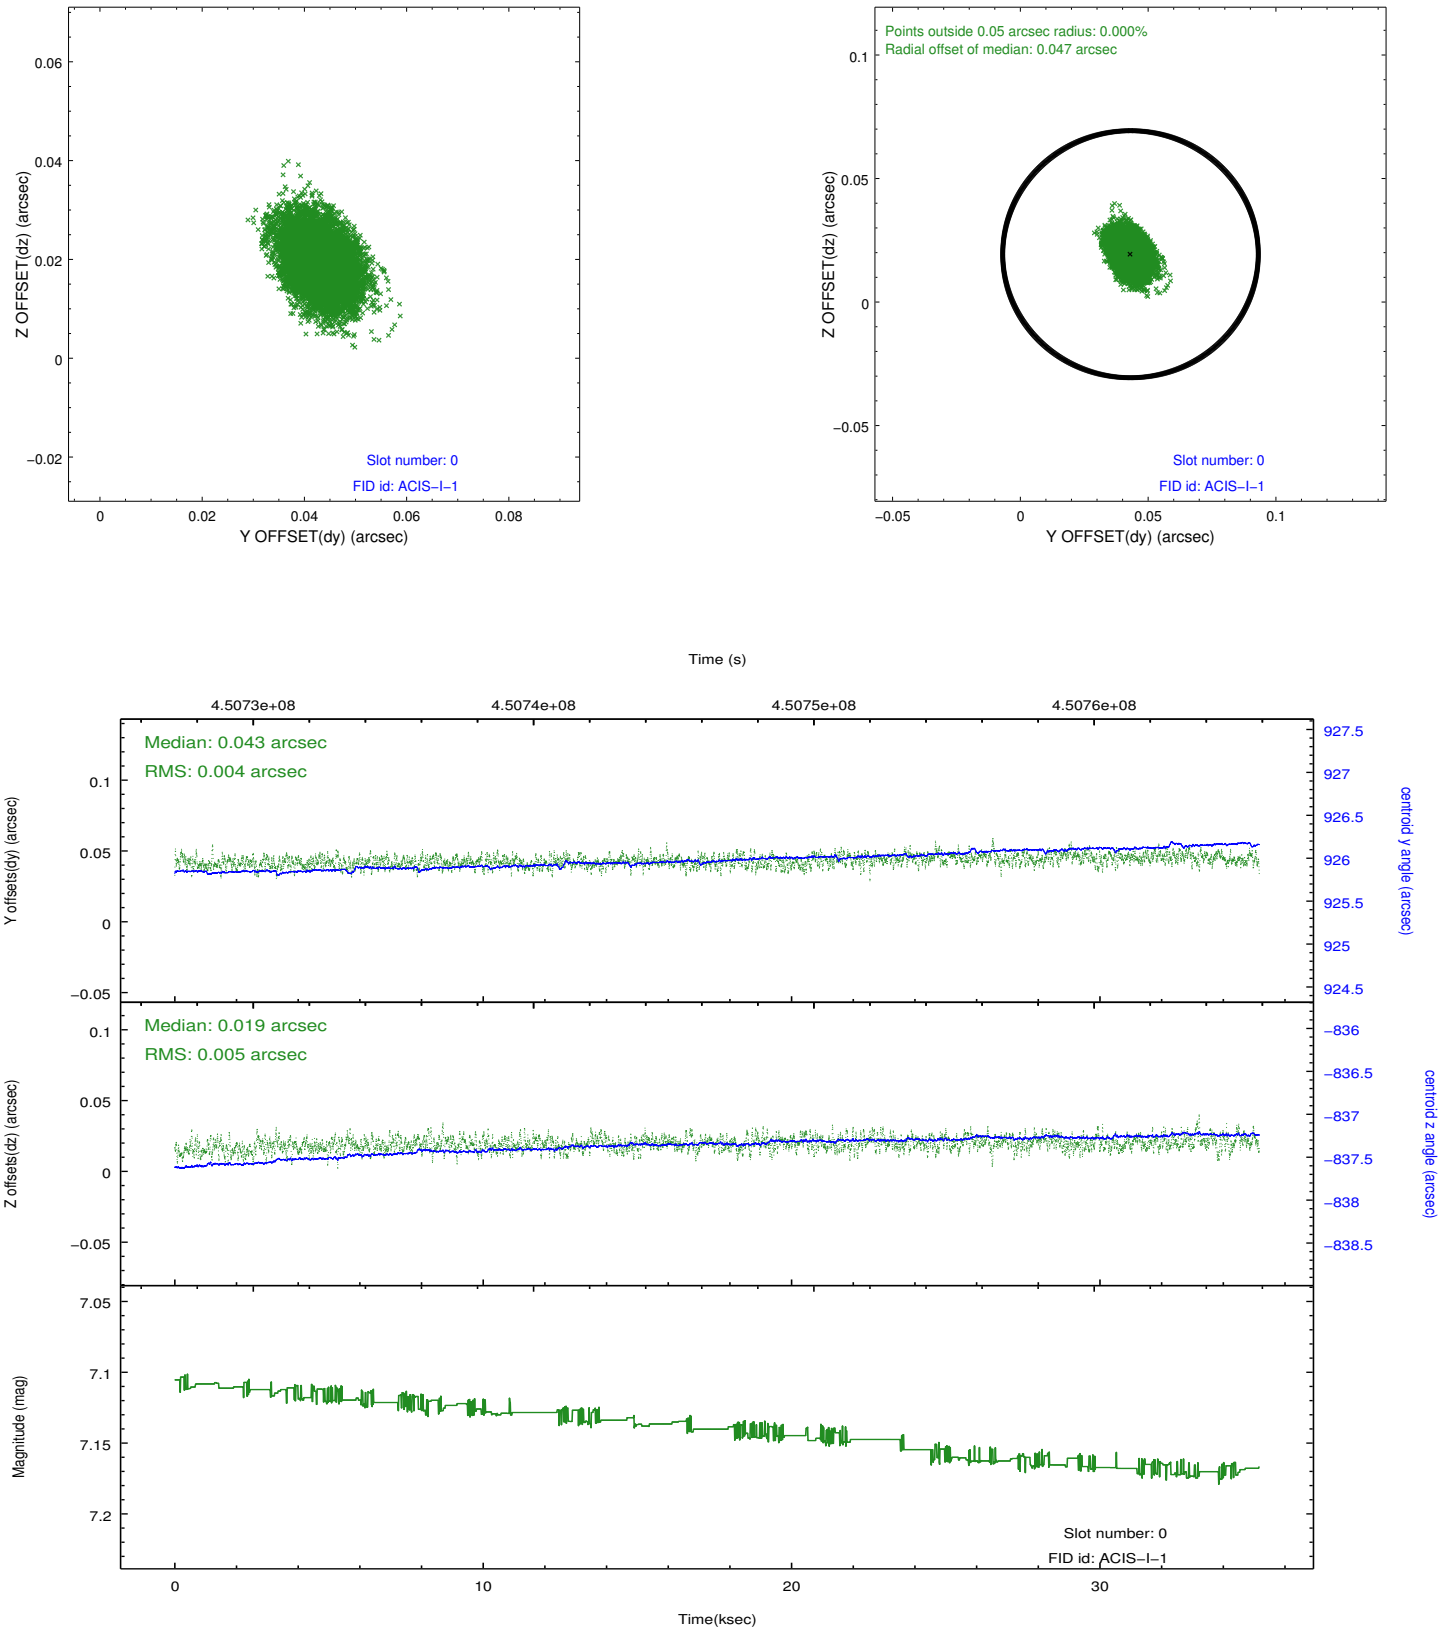 0.06
0.04
0.02
0
−0.02
Z OFFSET(dz) (arcsec)
Slot number: 0
FID id: ACIS−I−1
0
0.02
0.04
0.06
0.08
Y OFFSET(dy) (arcsec)
Points outside 0.05 arcsec radius: 0.000%
Radial offset of median: 0.047 arcsec
0.1
0.05
0
−0.05
Z OFFSET(dz) (arcsec)
Slot number: 0
FID id: ACIS−I−1
−0.05
0
0.05
0.1
Y OFFSET(dy) (arcsec)
Time (s)
4.5073e+08
4.5074e+08
4.5075e+08
4.5076e+08
Median: 0.043 arcsec
RMS: 0.004 arcsec
0.1
0.05
0
−0.05
Y offsets(dy) (arcsec)
927.5
927
926.5
926
925.5
925
924.5
centroid y angle (arcsec)
Median: 0.019 arcsec
RMS: 0.005 arcsec
0.1
0.05
0
−0.05
Z offsets(dz) (arcsec)
−836
−836.5
−837
−837.5
−838
−838.5
centroid z angle (arcsec)
7.05
7.1
7.15
7.2
Magnitude (mag)
Slot number: 0
FID id: ACIS−I−1
0
10
20
30
Time(ksec)